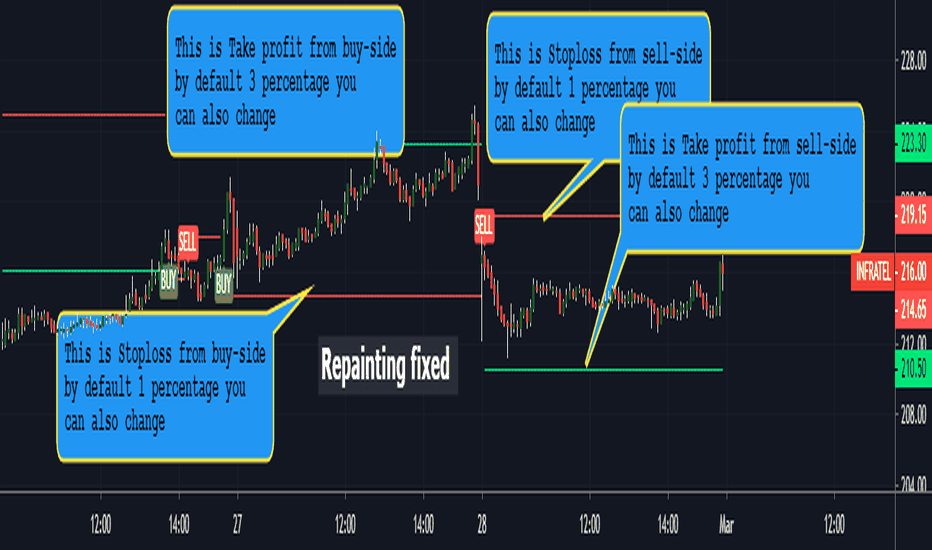 This is Take profit from buy-side
by default 3 percentage you
can also change
This is Stoploss from sell-side
by default 1 percentage you
can also change
This is Take profit from sell-side
by default 3 percentage you
can also change
228.00
223.30
219.15
INFRATEL
216.00
214.65
212.00
210.50
208.00
204.00
SELL
SELL
BUY
BUY
This is Stoploss from buy-side
by default 1 percentage you
can also change
Repainting fixed
12:00
14:00
27
12:00
14:00
28
12:00
14:00
Mar
12:00